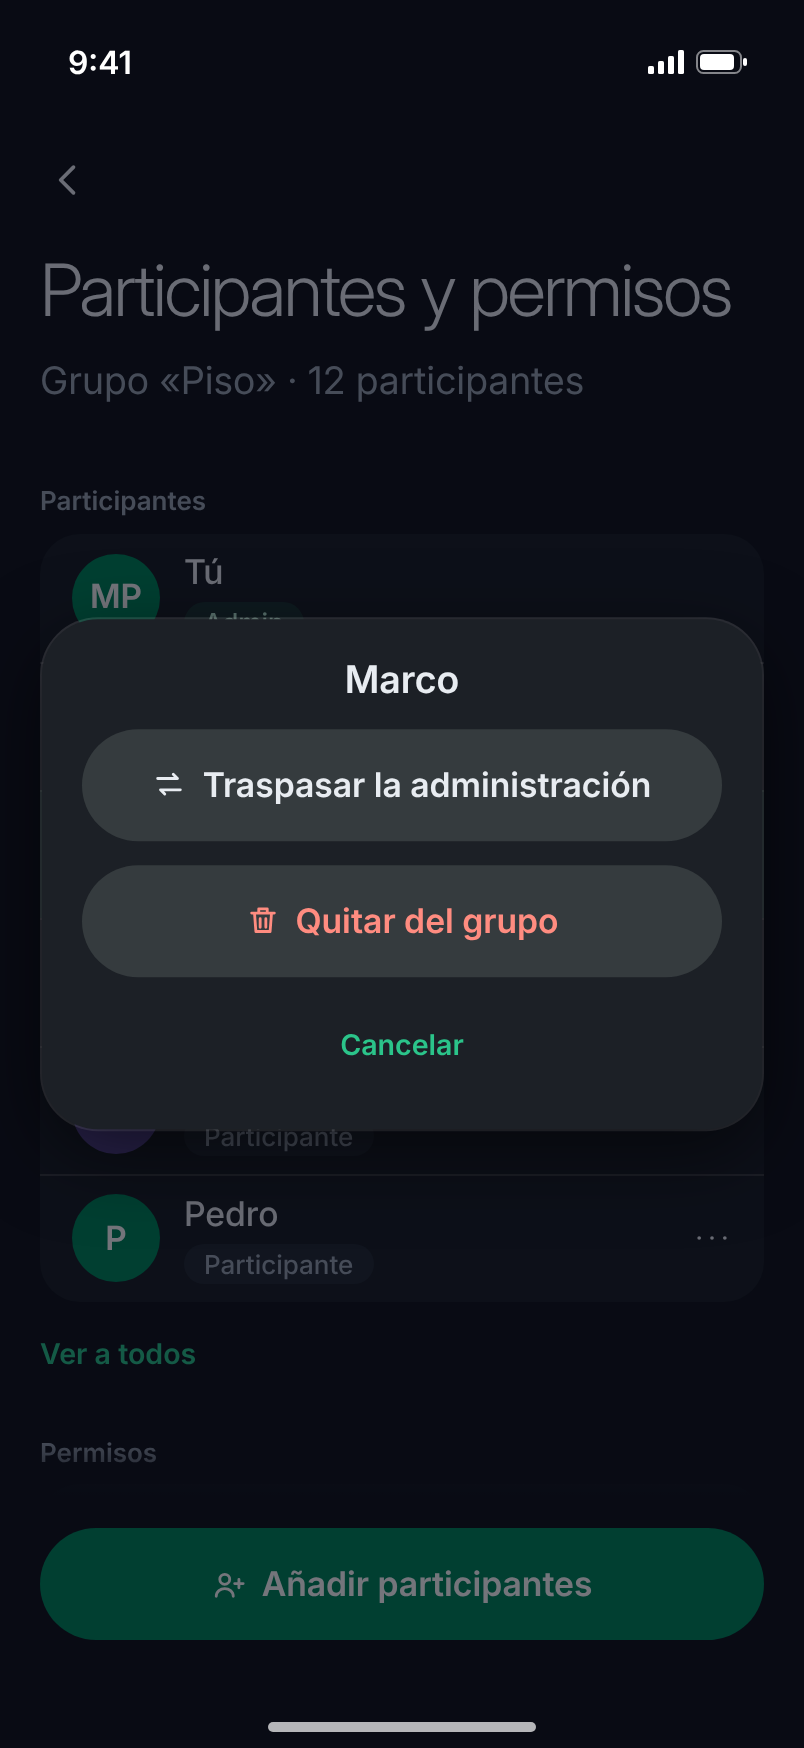 9:41
Participantes y permisos
Grupo «Piso» · 12 participantes
Participantes
MP
Tú
Admin
Marco
Traspasar la administración
Quitar del grupo
Cancelar
Participante
P
Pedro
Participante
Ver a todos
Permisos
Añadir participantes